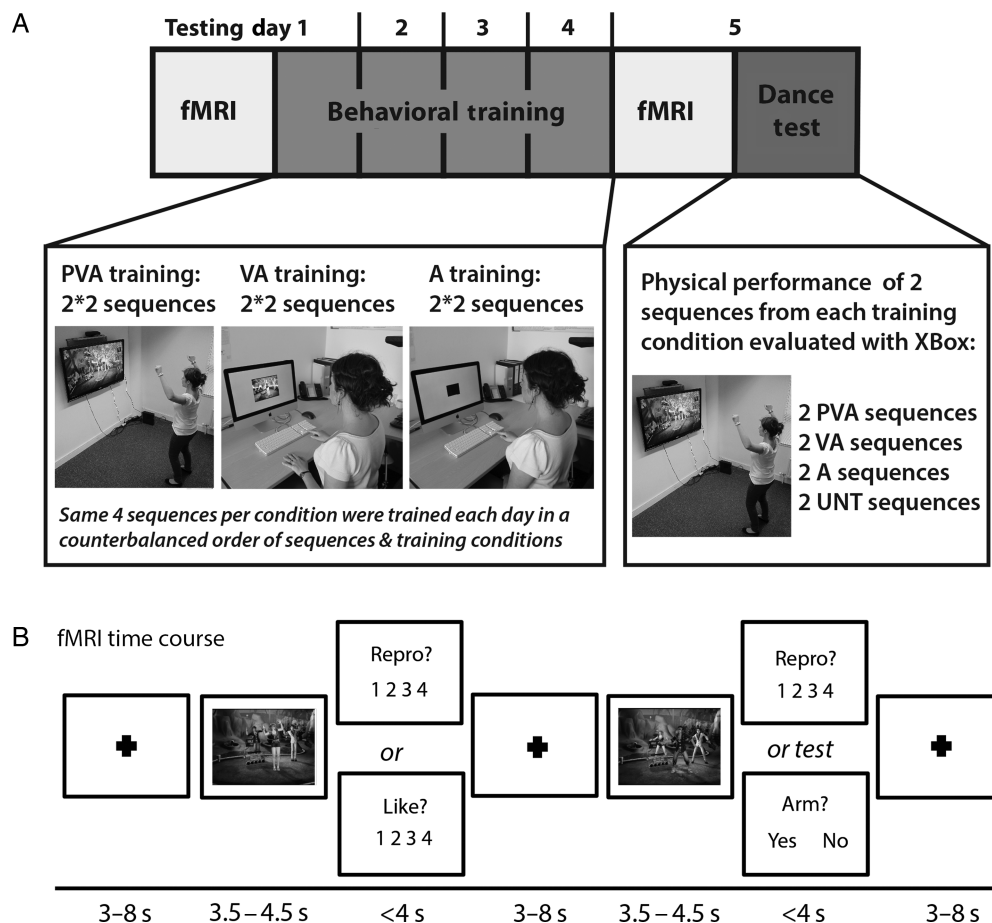 A
Testing day 1 2 3 4 5
fMRI
Behavioral training
fMRI
Dance
test
PVA training:
2*2 sequences
VA training:
2*2 sequences
A training:
2*2 sequences
Same 4 sequences per condition were trained each day in a
counterbalanced order of sequences & training conditions
Physical performance of 2
sequences from each training
condition evaluated with XBox:
2 PVA sequences
2 VA sequences
2 A sequences
2 UNT sequences
B fMRI time course
Repro?
1 2 3 4
or
Like?
1 2 3 4
Repro?
1 2 3 4
or test
Arm?
Yes No
3–8 s 3.5–4.5 s <4 s 3–8 s 3.5–4.5 s <4 s 3–8 s